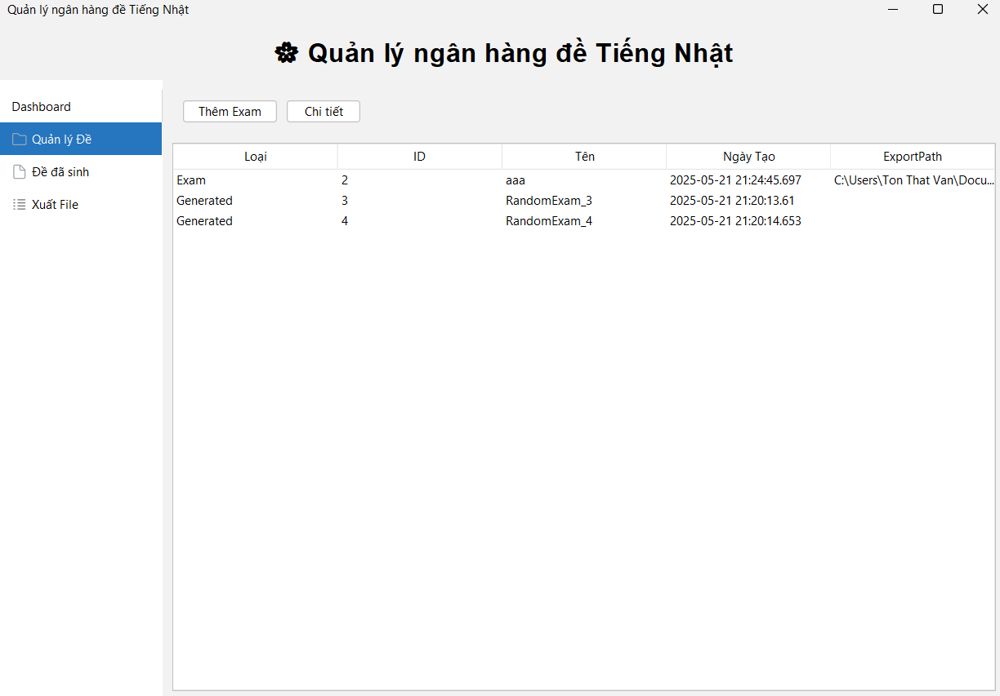 Quản lý ngân hàng đề Tiếng Nhật
Quản lý ngân hàng đề Tiếng Nhật
Dashboard
Quản lý Đề
Đề đã sinh
Xuất File
Thêm Exam Chi tiết
Loại ID Tên Ngày Tạo ExportPath
Exam 2 aaa 2025-05-21 21:24:45.697 C:\Users\Ton That Van\Docu...
Generated 3 RandomExam_3 2025-05-21 21:20:13.61
Generated 4 RandomExam_4 2025-05-21 21:20:14.653